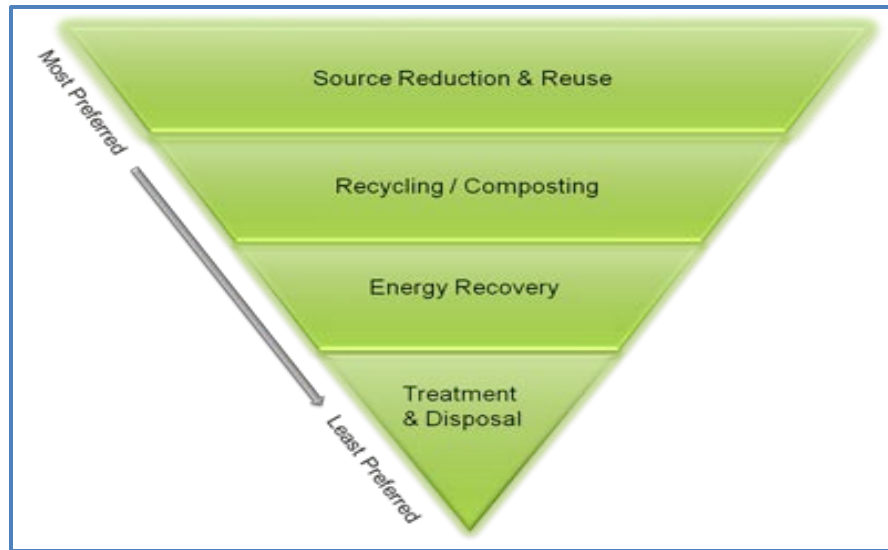 Most Preferred
Source Reduction & Reuse
Recycling / Composting
Energy Recovery
Treatment
& Disposal
Least Preferred